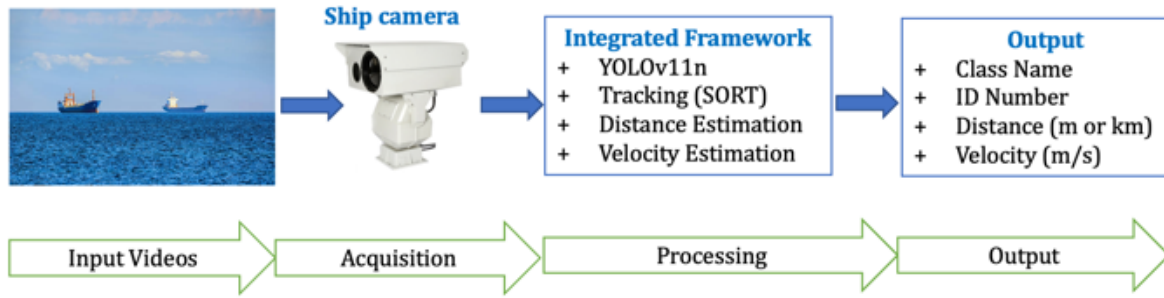 Ship camera
Integrated Framework
+ YOLOv11n
+ Tracking (SORT)
+ Distance Estimation
+ Velocity Estimation
Output
+ Class Name
+ ID Number
+ Distance (m or km)
+ Velocity (m/s)
Input Videos
Acquisition
Processing
Output